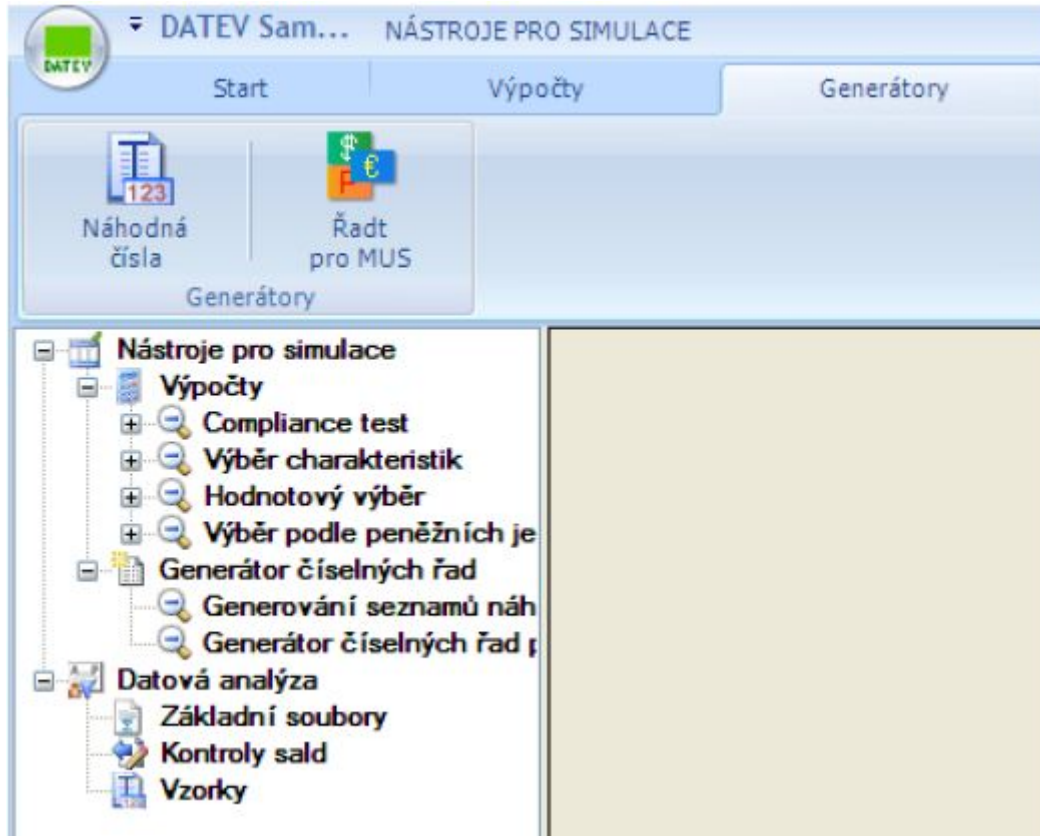 DATEV Sam... NÁSTROJE PRO SIMULACE
DATEV
Start Výpočty Generátory
123
$ € P
Náhodná čísla
Řadt pro MUS
Generátory
Nástroje pro simulace
Výpočty
Compliance test
Výběr charakteristik
Hodnotový výběr
Výběr podle peněžních je
Generátor číselných řad
Generování seznamů náh
Generátor číselných řad p
Datová analýza
Základní soubory
Kontroly sald
Vzorky